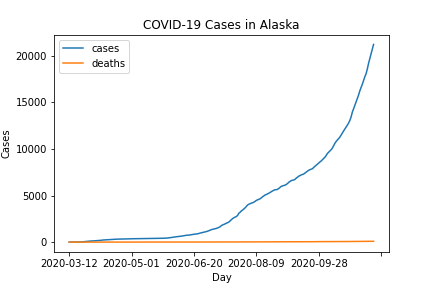 COVID-19 Cases in Alaska
cases
deaths
20000
15000
10000
5000
0
Cases
2020-03-12 2020-05-01 2020-06-20 2020-08-09 2020-09-28
Day